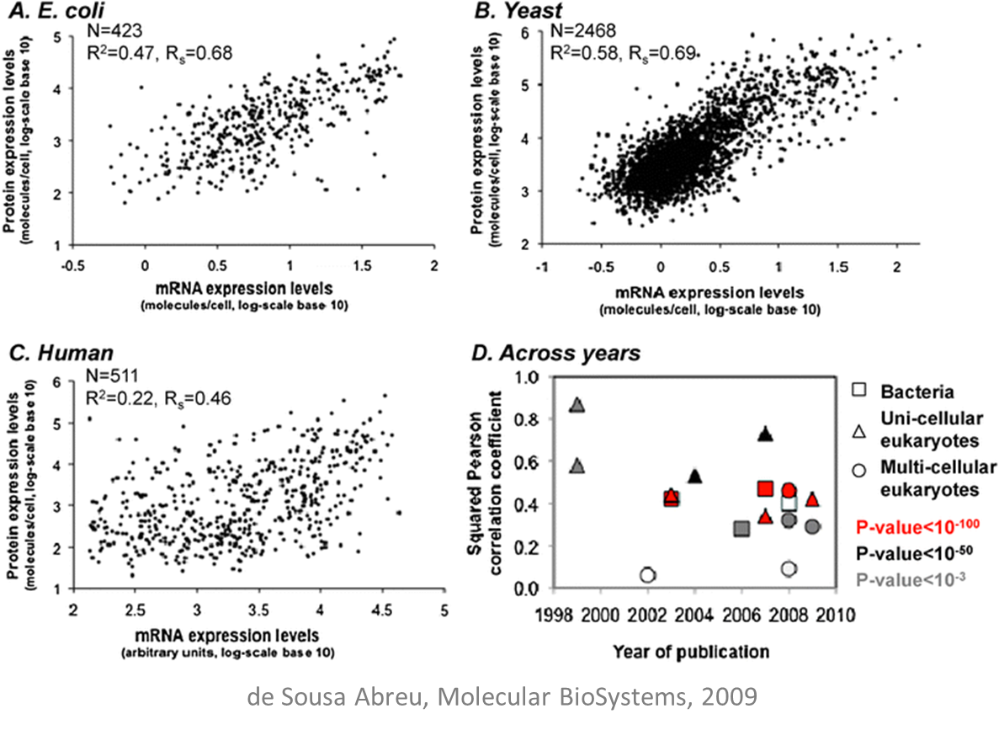 A. E. coli
N=423
R²=0.47, Rs=0.68
Protein expression levels
(molecules/cell, log-scale base 10)
5
4
3
2
1
-0.5 0 0.5 1 1.5 2
mRNA expression levels
(molecules/cell, log-scale base 10)
B. Yeast
N=2468
R²=0.58, Rs=0.69
Protein expression levels
(molecules/cell, log-scale base 10)
6
5
4
3
2
-1 -0.5 0 0.5 1 1.5 2
mRNA expression levels
(molecules/cell, log-scale base 10)
C. Human
N=511
R²=0.22, Rs=0.46
Protein expression levels
(molecules/cell, log-scale base 10)
6
5
4
3
2
1
2 2.5 3 3.5 4 4.5 5
mRNA expression levels
(arbitrary units, log-scale base 10)
D. Across years
Squared Pearson
correlation coefficient
1.0
0.8
0.6
0.4
0.2
0.0
1998 2000 2002 2004 2006 2008 2010
Year of publication
Bacteria
Uni-cellular
eukaryotes
Multi-cellular
eukaryotes
P-value<10⁻¹⁰⁰
P-value<10⁻⁵⁰
P-value<10⁻³
de Sousa Abreu, Molecular BioSystems, 2009